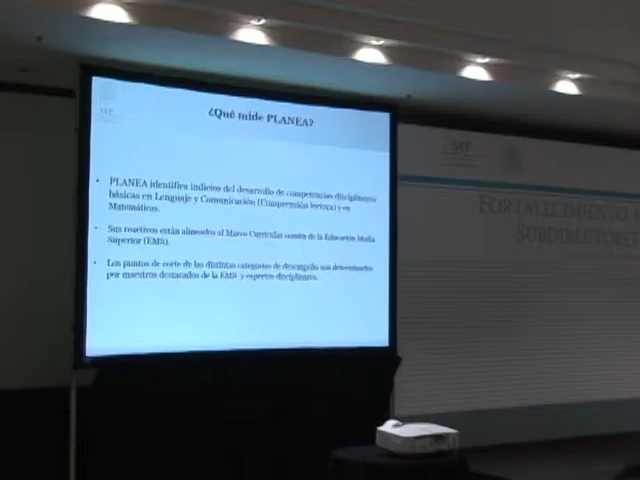 SEP
¿Qué mide PLANEA?
• PLANEA identifica indicios del desarrollo de competencias disciplinares
básicas en Lenguaje y Comunicación (Comprensión lectora) y en
Matemáticas.
• Sus reactivos están alineados al Marco Curricular común de la Educación Media
Superior (EMS).
• Los puntos de corte de las distintas categorías de desempeño son determinados
por maestros destacados de la EMS y expertos disciplinares.
SEP
FORTALECIMIENTO
SUBDIRECTORES